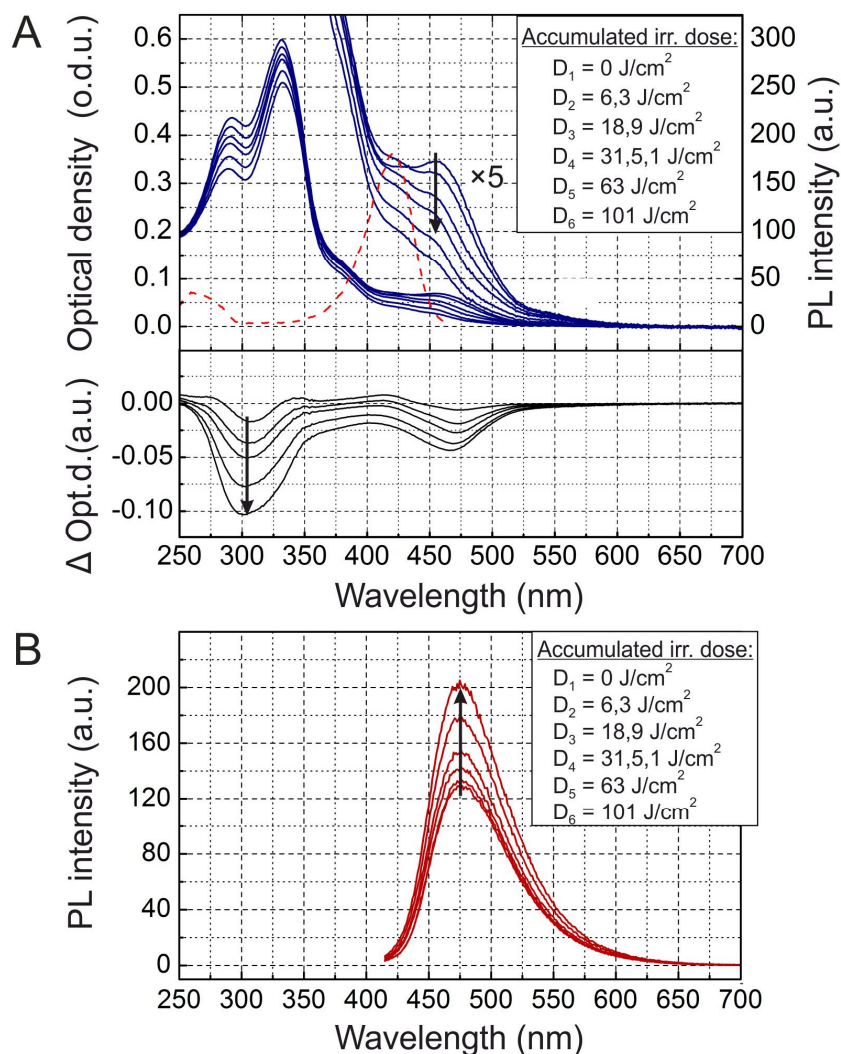 A
Optical density (o.d.u.)
0.6
0.5
0.4
0.3
0.2
0.1
0.0
×5
Accumulated irr. dose:
D₁ = 0 J/cm²
D₂ = 6,3 J/cm²
D₃ = 18,9 J/cm²
D₄ = 31,5,1 J/cm²
D₅ = 63 J/cm²
D₆ = 101 J/cm²
300
250
200
150
100
50
0
PL intensity (a.u.)
Δ Opt.d.(a.u.)
0.00
-0.05
-0.10
250 300 350 400 450 500 550 600 650 700
Wavelength (nm)
B
PL intensity (a.u.)
200
160
120
80
40
0
Accumulated irr. dose:
D₁ = 0 J/cm²
D₂ = 6,3 J/cm²
D₃ = 18,9 J/cm²
D₄ = 31,5,1 J/cm²
D₅ = 63 J/cm²
D₆ = 101 J/cm²
250 300 350 400 450 500 550 600 650 700
Wavelength (nm)